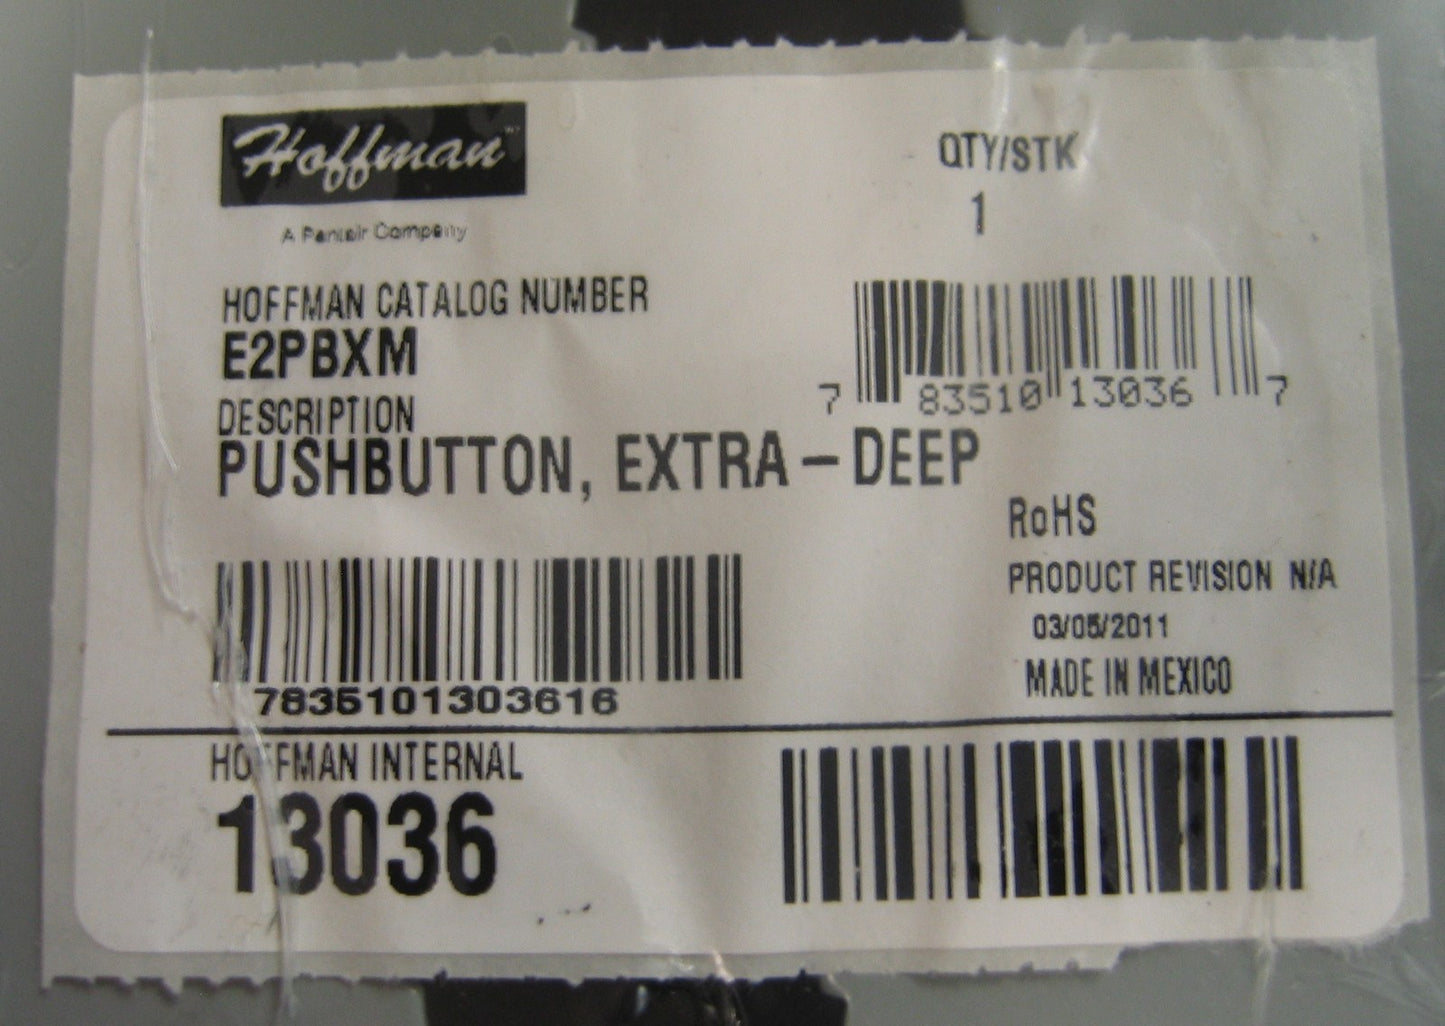 Hoffman
A Pentair Company
QTY/STK
1
HOFFMAN CATALOG NUMBER
E2PBXM
7 83510 13036 7
DESCRIPTION
PUSHBUTTON, EXTRA-DEEP
RoHS
PRODUCT REVISION N/A
03/05/2011
MADE IN MEXICO
7835101303616
HOFFMAN INTERNAL
13036